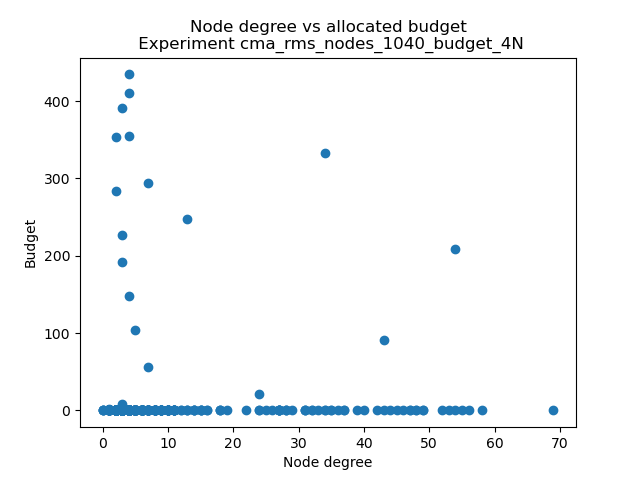 Node degree vs allocated budget
Experiment cma_rms_nodes_1040_budget_4N
400
300
200
100
0
Budget
0 10 20 30 40 50 60 70
Node degree